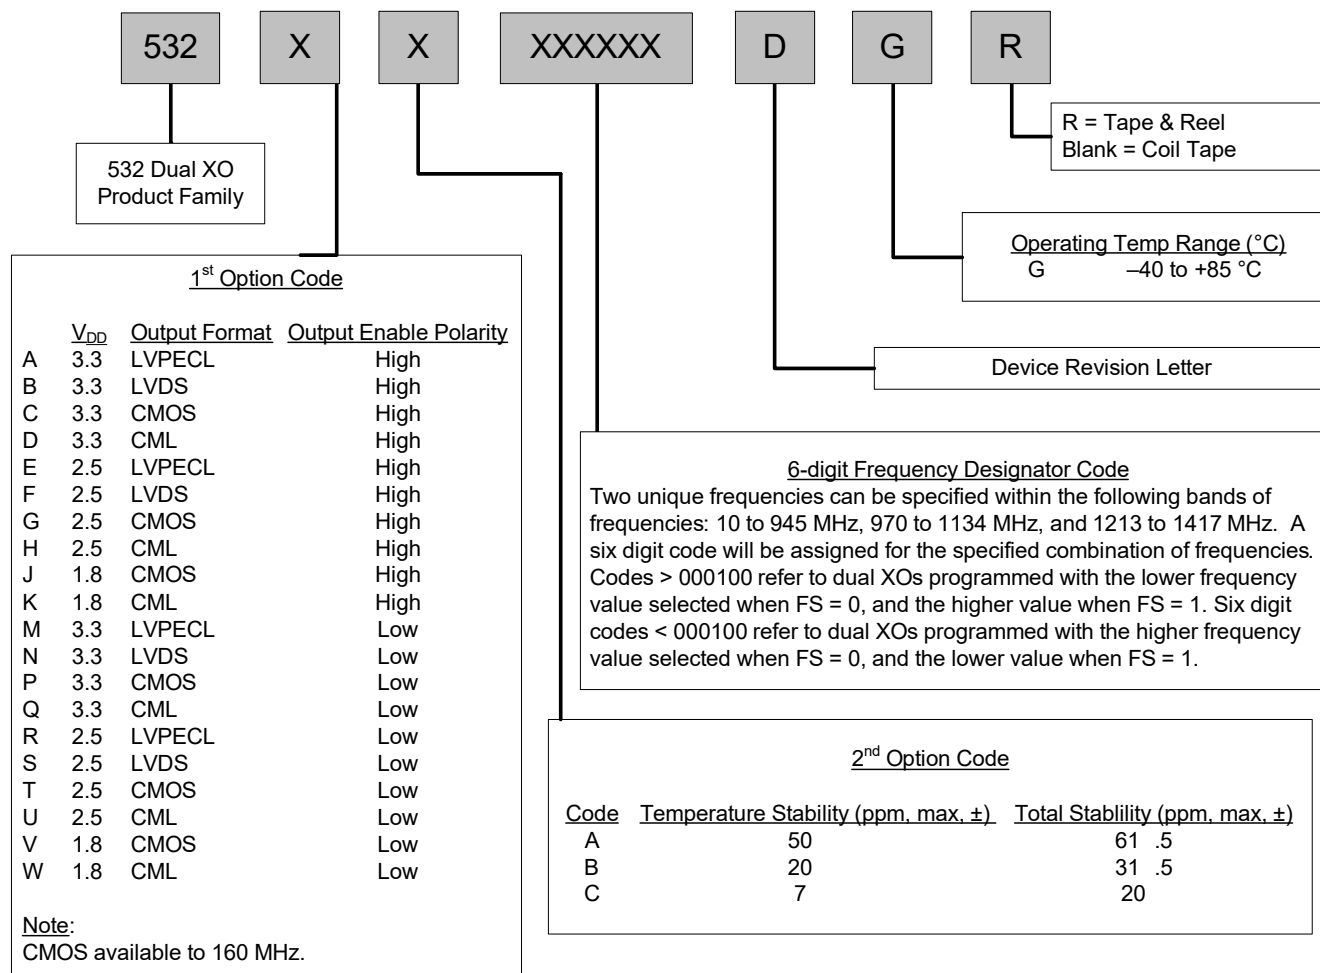 532 X X XXXXXX D G R
R = Tape & Reel
Blank = Coil Tape
532 Dual XO
Product Family
Operating Temp Range (°C)
G –40 to +85 °C
1st Option Code
VDD Output Format Output Enable Polarity
A 3.3 LVPECL High
B 3.3 LVDS High
C 3.3 CMOS High
D 3.3 CML High
E 2.5 LVPECL High
F 2.5 LVDS High
G 2.5 CMOS High
H 2.5 CML High
J 1.8 CMOS High
K 1.8 CML High
M 3.3 LVPECL Low
N 3.3 LVDS Low
P 3.3 CMOS Low
Q 3.3 CML Low
R 2.5 LVPECL Low
S 2.5 LVDS Low
T 2.5 CMOS Low
U 2.5 CML Low
V 1.8 CMOS Low
W 1.8 CML Low
Note:
CMOS available to 160 MHz.
Device Revision Letter
6-digit Frequency Designator Code
Two unique frequencies can be specified within the following bands of
frequencies: 10 to 945 MHz, 970 to 1134 MHz, and 1213 to 1417 MHz. A
six digit code will be assigned for the specified combination of frequencies.
Codes > 000100 refer to dual XOs programmed with the lower frequency
value selected when FS = 0, and the higher value when FS = 1. Six digit
codes < 000100 refer to dual XOs programmed with the higher frequency
value selected when FS = 0, and the lower value when FS = 1.
2nd Option Code
Code Temperature Stability (ppm, max, ±) Total Stablility (ppm, max, ±)
A 50 61 .5
B 20 31 .5
C 7 20